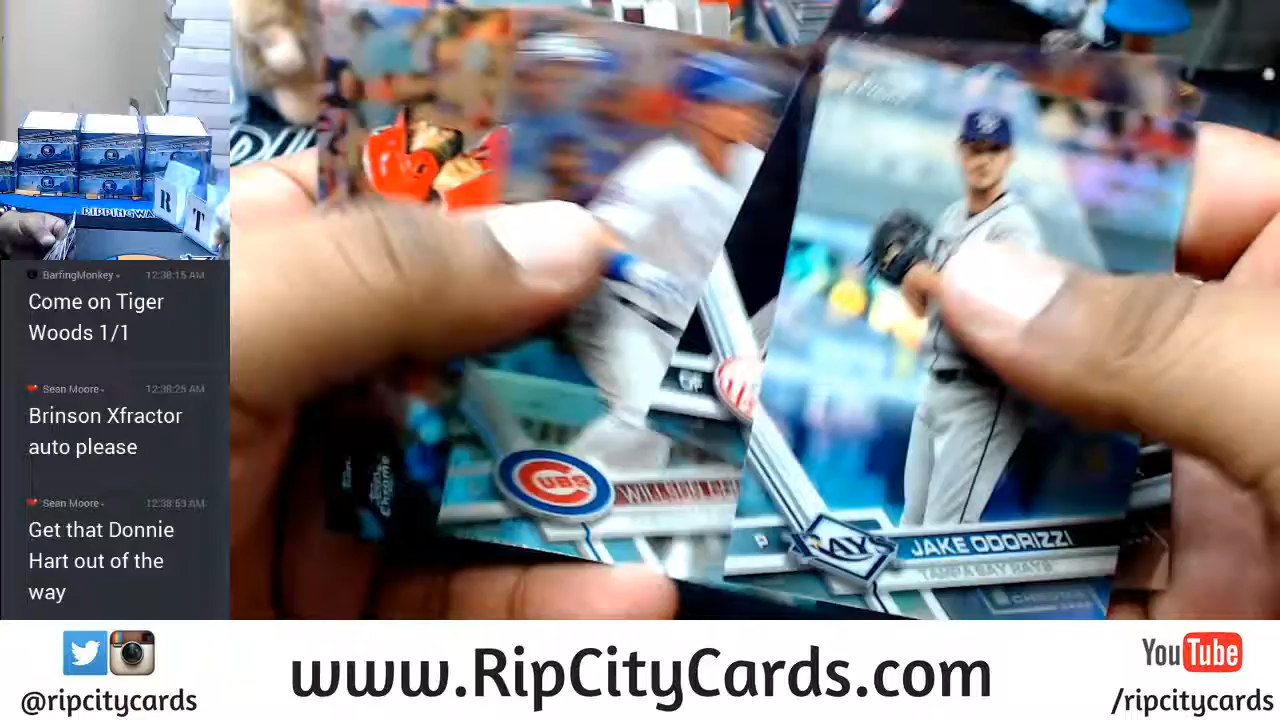 BarfingMonkey 12:38:15 AM
Come on Tiger
Woods 1/1
Sean Moore 12:38:25 AM
Brinson Xfractor
auto please
Sean Moore 12:38:53 AM
Get that Donnie
Hart out of the
way
R
T
CUBS
OF
P
RAYS
JAKE ODORIZZI
TAMPA BAY RAYS
www.RipCityCards.com
@ripcitycards
YouTube
/ripcitycards